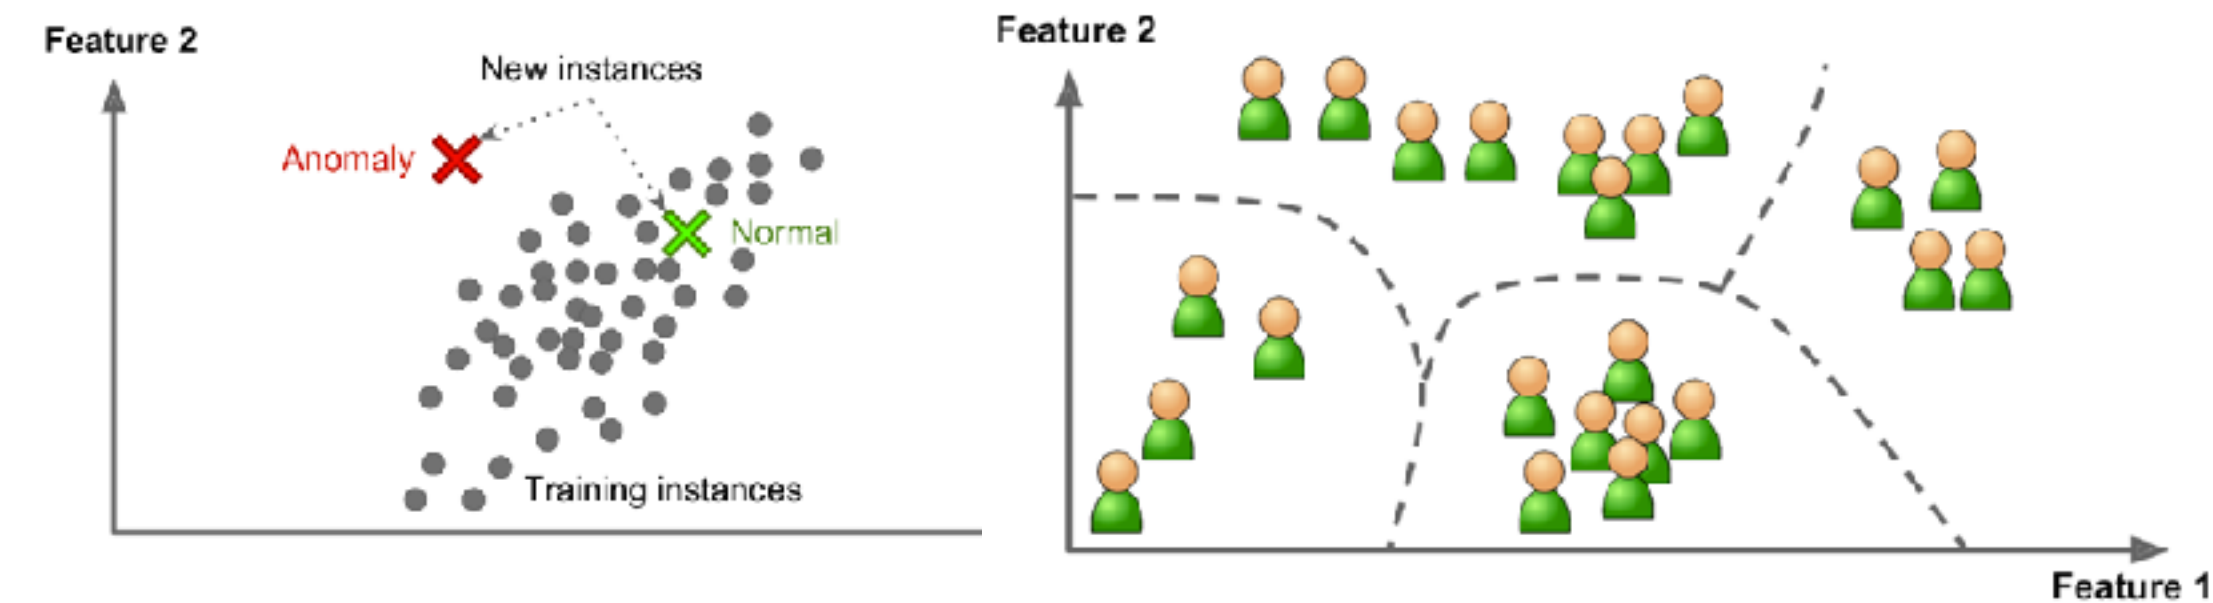 Feature 2
New instances
Anomaly
Normal
Training instances
Feature 2
Feature 1